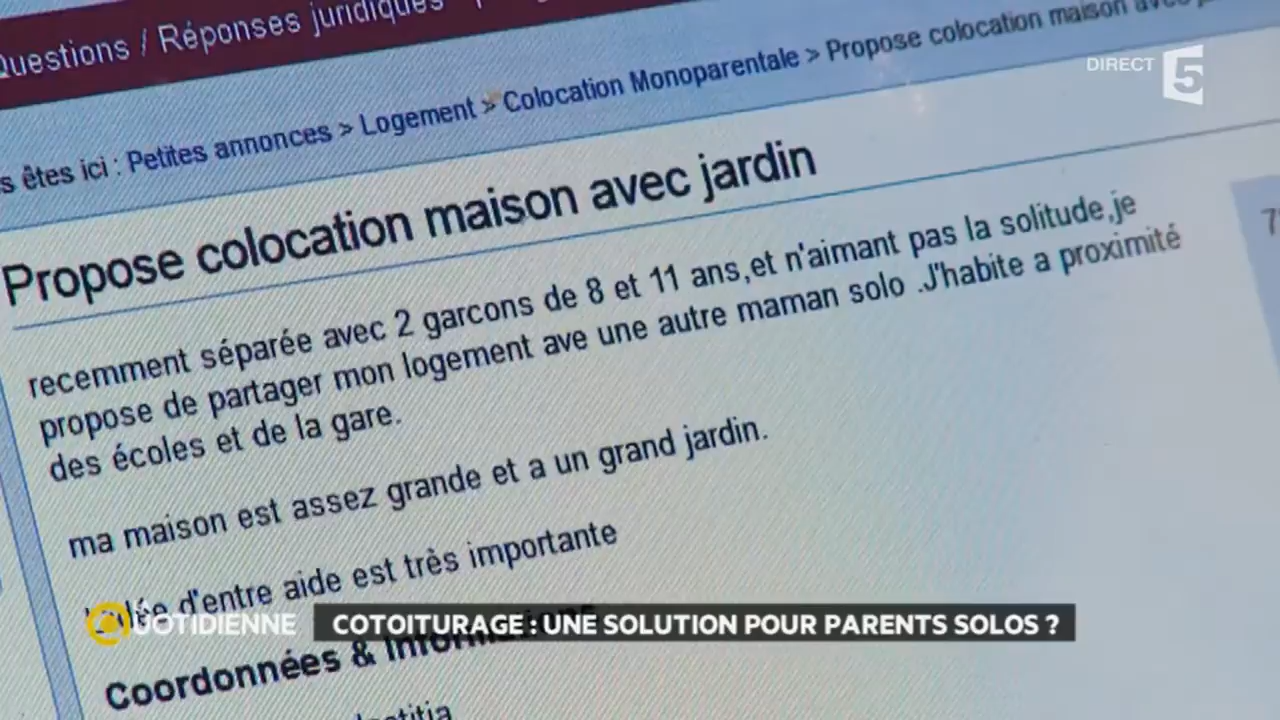 Questions / Réponses juridiques
DIRECT 5
êtes ici : Petites annonces > Logement > Colocation Monoparentale > Propose colocation maison avec
Propose colocation maison avec jardin
recemment séparée avec 2 garcons de 8 et 11 ans,et n'aimant pas la solitude,je
propose de partager mon logement ave une autre maman solo .J'habite a proximité
des écoles et de la gare.
ma maison est assez grande et a un grand jardin.
d'entre aide est très importante
QUOTIDIENNE COTOITURAGE : UNE SOLUTION POUR PARENTS SOLOS ?
Coordonnées & Informations